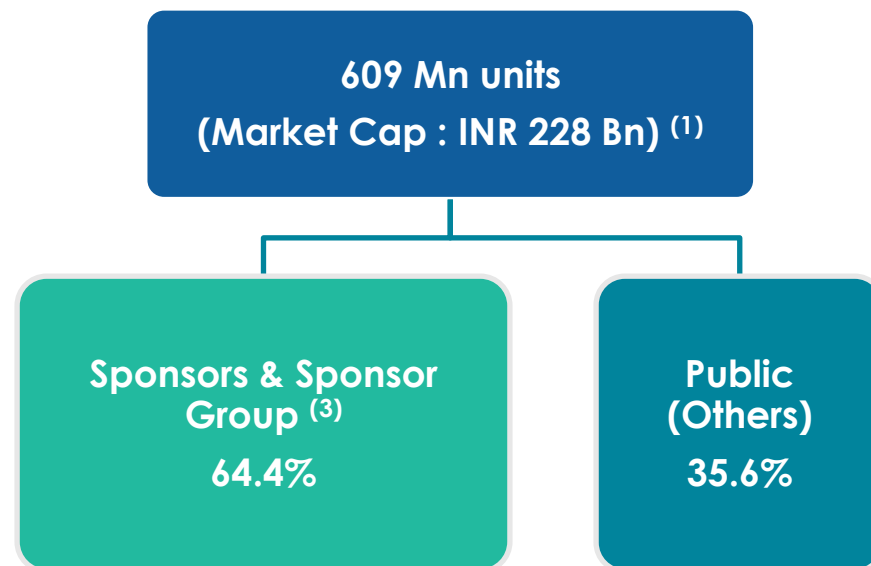 609 Mn units
(Market Cap : INR 228 Bn) (1)
Sponsors & Sponsor
Group (3)
64.4%
Public
(Others)
35.6%